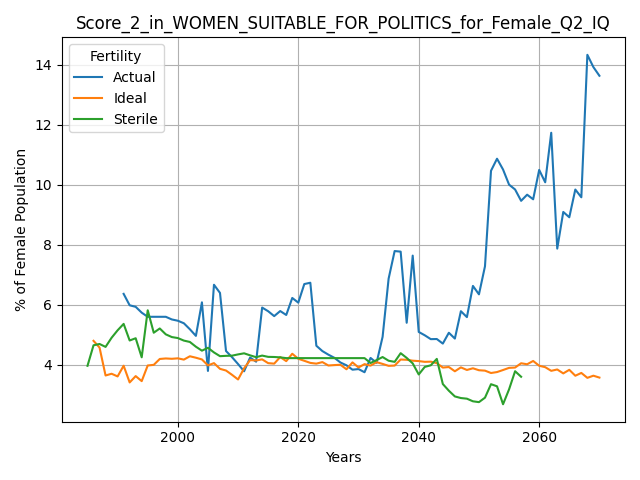 Score_2_in_WOMEN_SUITABLE_FOR_POLITICS_for_Female_Q2_IQ
Fertility
Actual
Ideal
Sterile
% of Female Population
14
12
10
8
6
4
2000
2020
2040
2060
Years